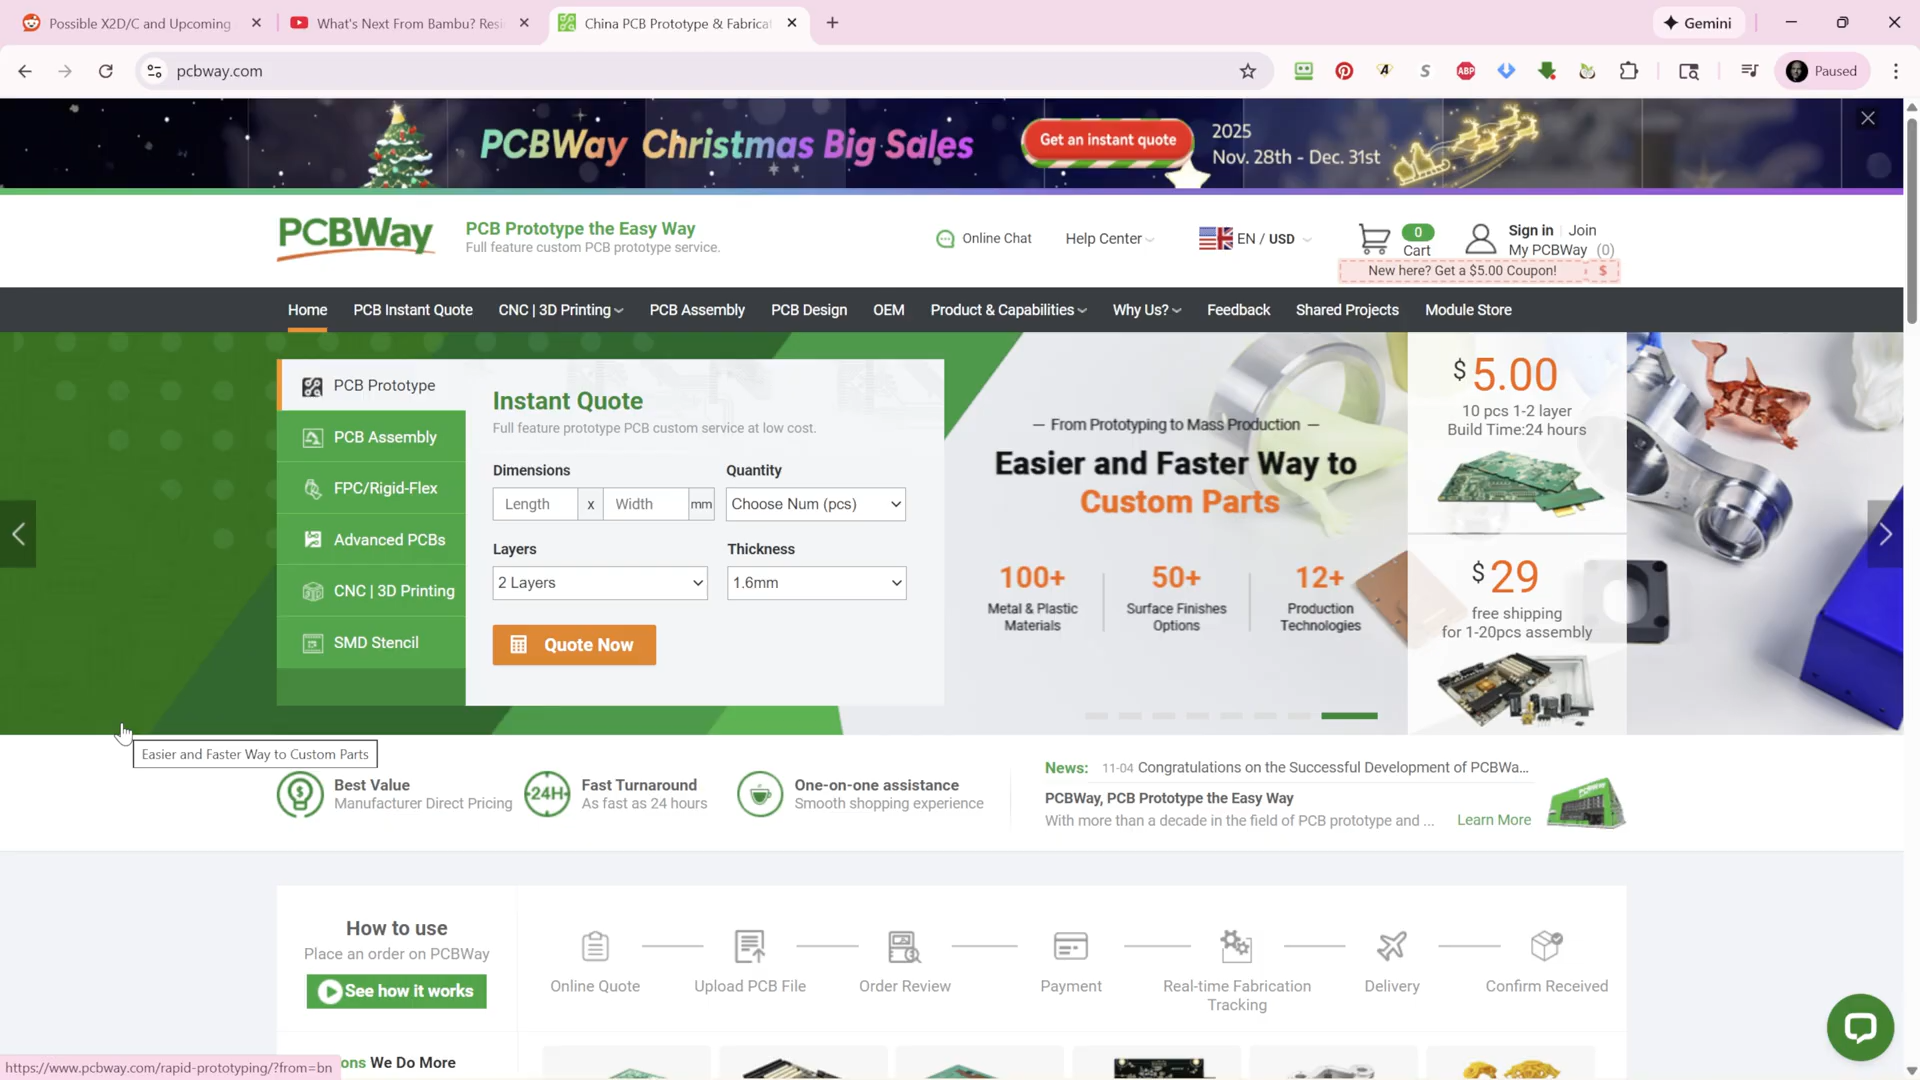 Possible X2D/C and Upcoming
What's Next From Bambu? Resi
China PCB Prototype & Fabricat
Gemini
pcbway.com
ABP
Paused
PCBWay Christmas Big Sales
Get an instant quote
2025
Nov. 28th - Dec. 31st
PCBWay
PCB Prototype the Easy Way
Full feature custom PCB prototype service.
Online Chat
Help Center
EN / USD
0
Cart
Sign in
Join
My PCBWay (0)
New here? Get a $5.00 Coupon! $
Home
PCB Instant Quote
CNC | 3D Printing
PCB Assembly
PCB Design
OEM
Product & Capabilities
Why Us?
Feedback
Shared Projects
Module Store
PCB Prototype
PCB Assembly
FPC/Rigid-Flex
Advanced PCBs
CNC | 3D Printing
SMD Stencil
Instant Quote
Full feature prototype PCB custom service at low cost.
Dimensions
Quantity
Length x Width mm
Choose Num (pcs)
Layers
Thickness
2 Layers
1.6mm
Quote Now
— From Prototyping to Mass Production —
Easier and Faster Way to
Custom Parts
100+
Metal & Plastic
Materials
50+
Surface Finishes
Options
12+
Production
Technologies
$ 5.00
10 pcs 1-2 layer
Build Time:24 hours
$ 29
free shipping
for 1-20pcs assembly
Easier and Faster Way to Custom Parts
Best Value
Manufacturer Direct Pricing
24H
Fast Turnaround
As fast as 24 hours
One-on-one assistance
Smooth shopping experience
News: 11-04 Congratulations on the Successful Development of PCBWa...
PCBWay, PCB Prototype the Easy Way
With more than a decade in the field of PCB prototype and ...
Learn More
How to use
Place an order on PCBWay
See how it works
Online Quote
Upload PCB File
Order Review
Payment
Real-time Fabrication
Tracking
Delivery
Confirm Received
ons We Do More
https://www.pcbway.com/rapid-prototyping/?from=bn